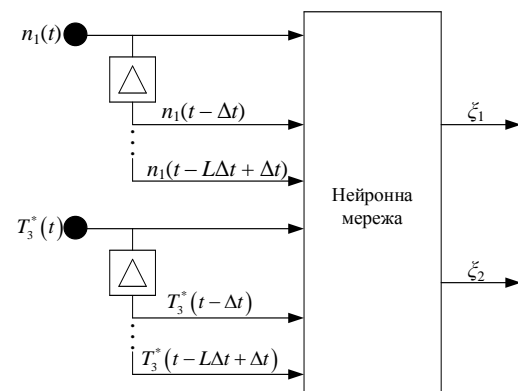 n₁(t)
△
n₁(t − Δt)
n₁(t − LΔt + Δt)
T₃*(t)
△
T₃*(t − Δt)
T₃*(t − LΔt + Δt)
Нейронна
мережа
ξ₁
ξ₂